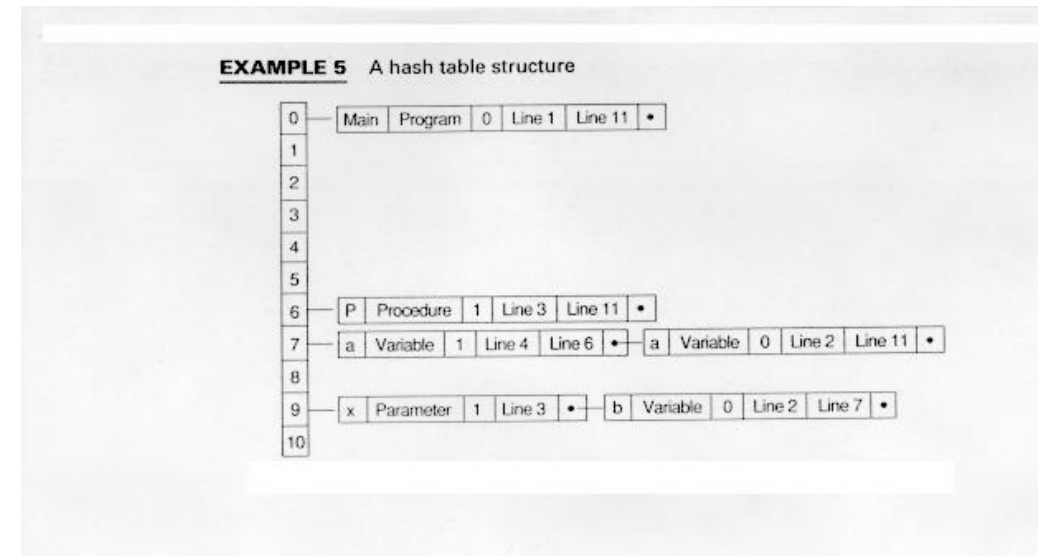 EXAMPLE 5 A hash table structure
0 Main Program 0 Line 1 Line 11 •
1
2
3
4
5
6 P Procedure 1 Line 3 Line 11 •
7 a Variable 1 Line 4 Line 6 • a Variable 0 Line 2 Line 11 •
8
9 x Parameter 1 Line 3 • b Variable 0 Line 2 Line 7 •
10